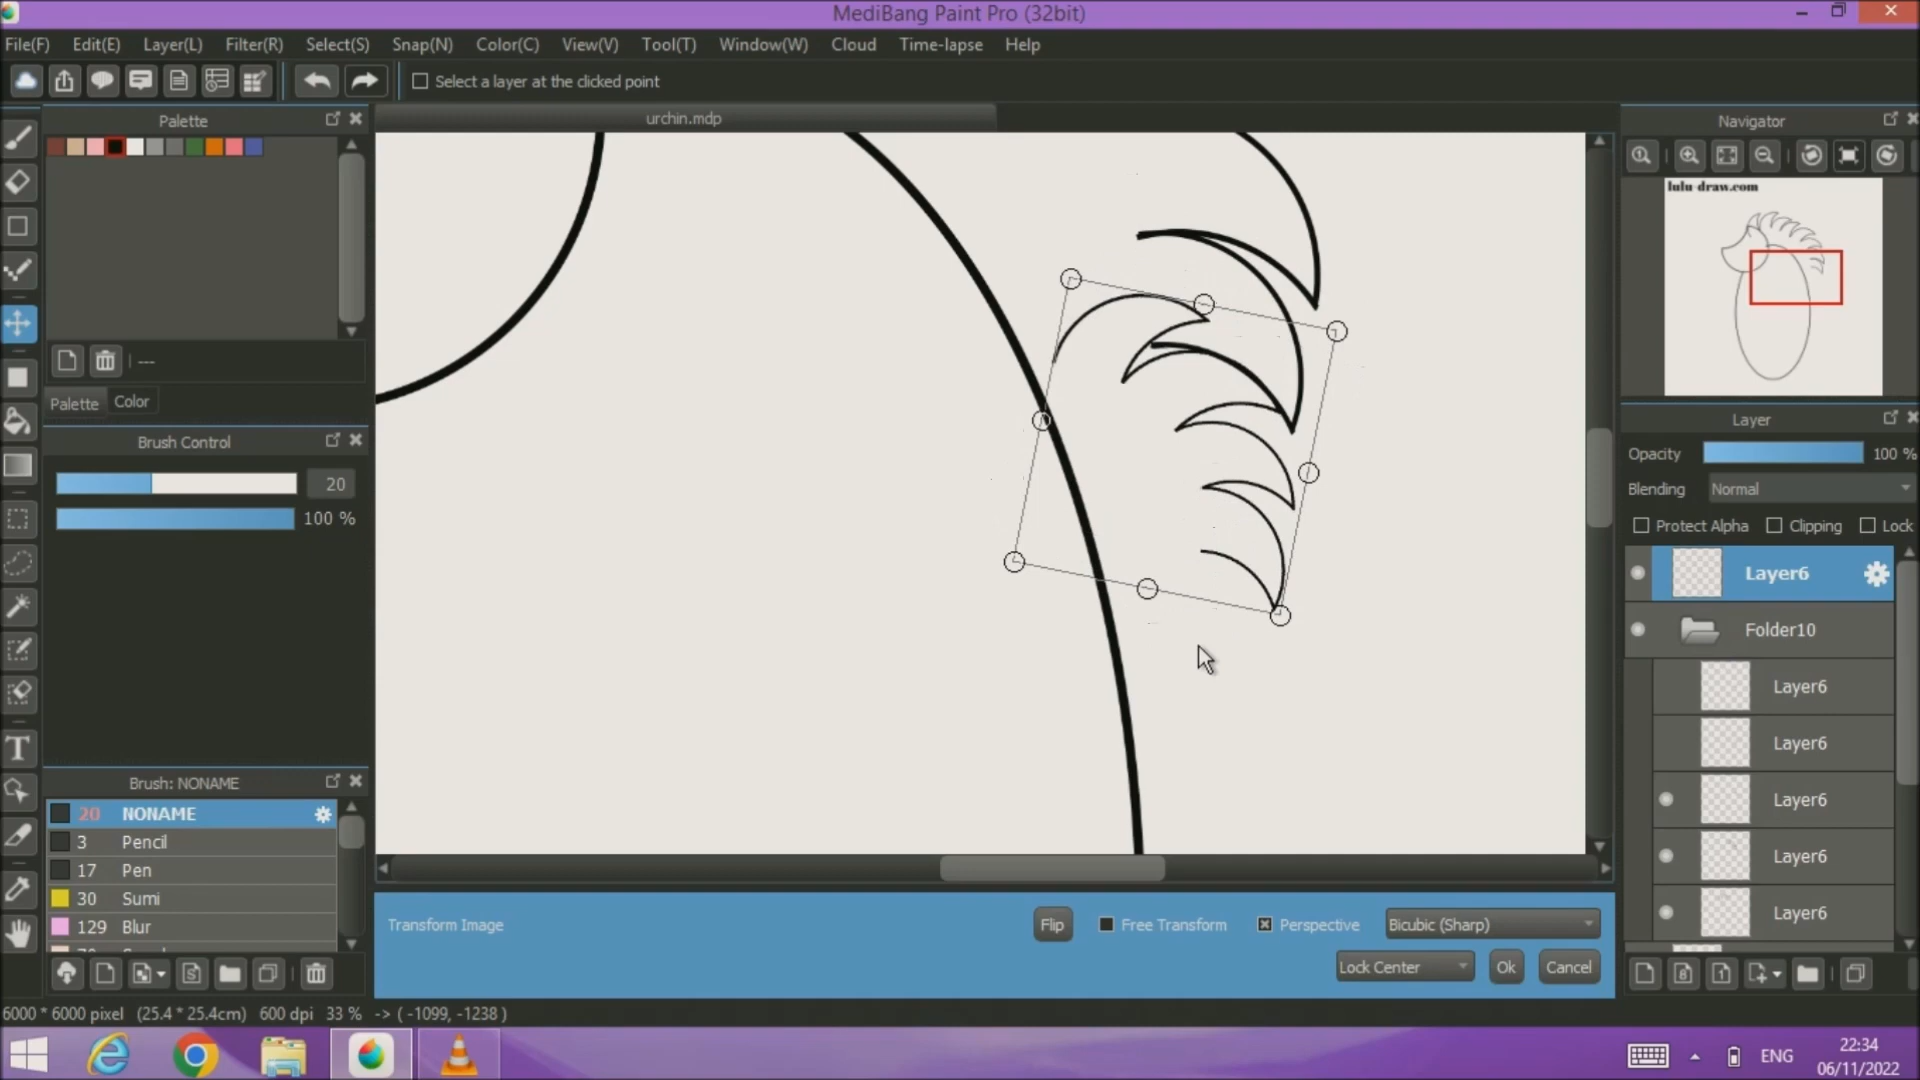 MediBang Paint Pro (32bit)
File(F) Edit(E) Layer(L) Filter(R) Select(S) Snap(N) Color(C) View(V) Tool(T) Window(W) Cloud Time-lapse Help
Select a layer at the clicked point
Palette
urchin.mdp
Navigator
lulu-draw.com
---
Palette Color
Brush Control
20
100 %
Layer
Opacity 100 %
Blending Normal
Protect Alpha Clipping Lock
Layer6
Folder10
Layer6
Layer6
Layer6
Layer6
Layer6
Brush: NONAME
20 NONAME
3 Pencil
17 Pen
30 Sumi
129 Blur
Transform Image Flip Free Transform Perspective Bicubic (Sharp)
Lock Center Ok Cancel
6000 * 6000 pixel (25.4 * 25.4cm) 600 dpi 33 % -> ( -1099, -1238 )
ENG
22:34
06/11/2022